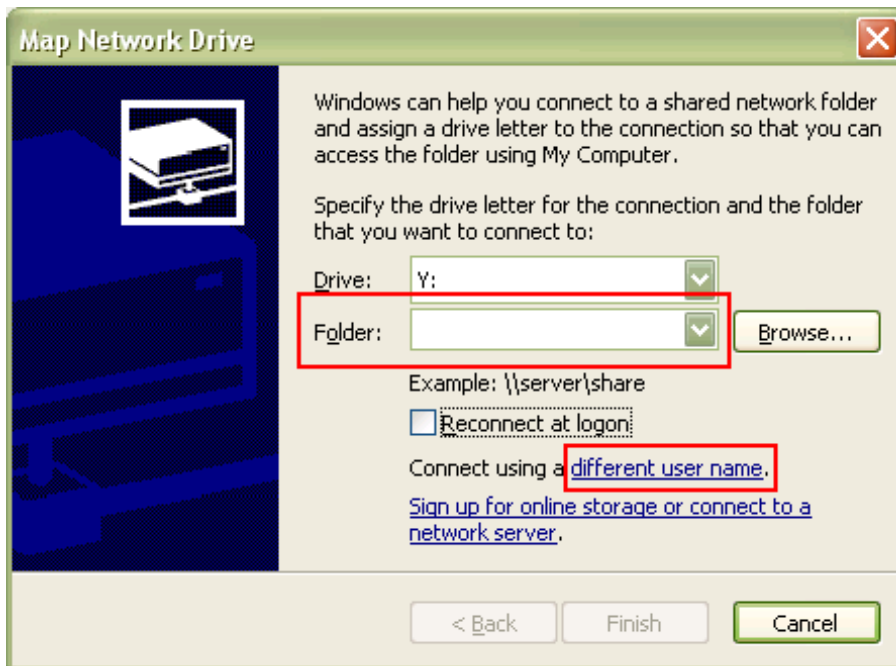 Map Network Drive
Windows can help you connect to a shared network folder
and assign a drive letter to the connection so that you can
access the folder using My Computer.
Specify the drive letter for the connection and the folder
that you want to connect to:
Drive: Y:
Folder: Browse...
Example: \\server\share
Reconnect at logon
Connect using a different user name.
Sign up for online storage or connect to a
network server.
< Back Finish Cancel